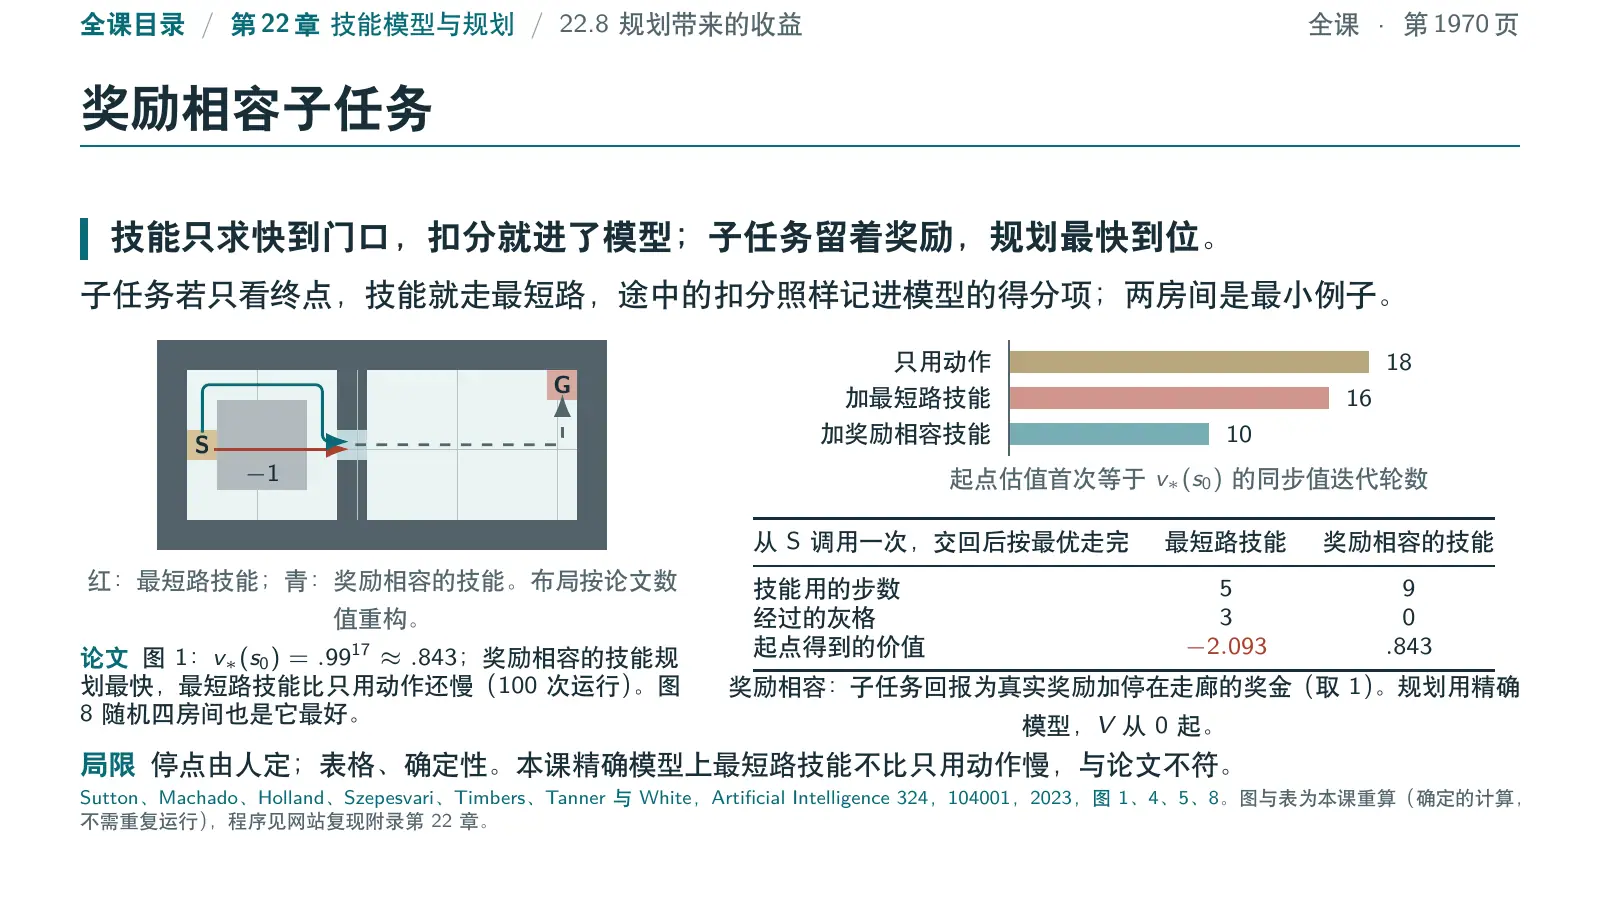 全课目录 / 第 22 章 技能模型与规划 / 22.8 规划带来的收益
全课 · 第 1970 页
奖励相容子任务
技能只求快到门口，扣分就进了模型；子任务留着奖励，规划最快到位。
子任务若只看终点，技能就走最短路，途中的扣分照样记进模型的得分项；两房间是最小例子。
S
−1
G
红：最短路技能；青：奖励相容的技能。布局按论文数
值重构。
论文 图 1：v∗(s₀) = .99¹⁷ ≈ .843；奖励相容的技能规
划最快，最短路技能比只用动作还慢（100 次运行）。图
8 随机四房间也是它最好。
只用动作 18
加最短路技能 16
加奖励相容技能 10
起点估值首次等于 v∗(s₀) 的同步值迭代轮数
从 S 调用一次，交回后按最优走完 最短路技能 奖励相容的技能
技能用的步数 5 9
经过的灰格 3 0
起点得到的价值 −2.093 .843
奖励相容：子任务回报为真实奖励加停在走廊的奖金（取 1）。规划用精确
模型，V 从 0 起。
局限 停点由人定；表格、确定性。本课精确模型上最短路技能不比只用动作慢，与论文不符。
Sutton、Machado、Holland、Szepesvari、Timbers、Tanner 与 White，Artificial Intelligence 324，104001，2023，图 1、4、5、8。图与表为本课重算（确定的计算，
不需重复运行），程序见网站复现附录第 22 章。